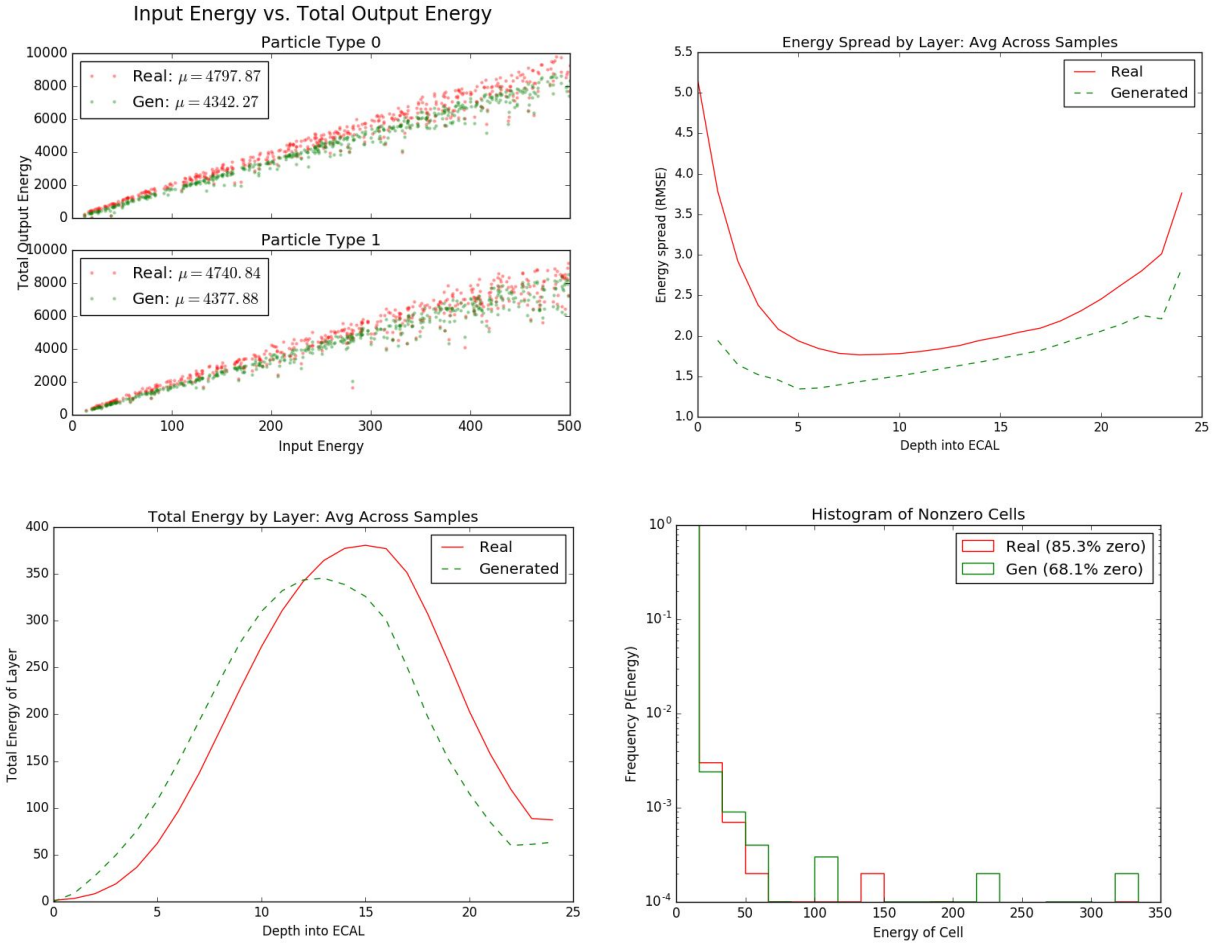 Input Energy vs. Total Output Energy
Particle Type 0
10000
8000
6000
4000
2000
0
Real: μ = 4797.87
Gen: μ = 4342.27
Total Output Energy
Particle Type 1
10000
8000
6000
4000
2000
0
Real: μ = 4740.84
Gen: μ = 4377.88
0 100 200 300 400 500
Input Energy
Energy Spread by Layer: Avg Across Samples
5.5
5.0
4.5
4.0
3.5
3.0
2.5
2.0
1.5
1.0
Real
Generated
Energy spread (RMSE)
0 5 10 15 20 25
Depth into ECAL
Total Energy by Layer: Avg Across Samples
400
350
300
250
200
150
100
50
0
Real
Generated
Total Energy of Layer
0 5 10 15 20 25
Depth into ECAL
Histogram of Nonzero Cells
10^0
10^-1
10^-2
10^-3
10^-4
Real (85.3% zero)
Gen (68.1% zero)
Frequency P(Energy)
0 50 100 150 200 250 300 350
Energy of Cell